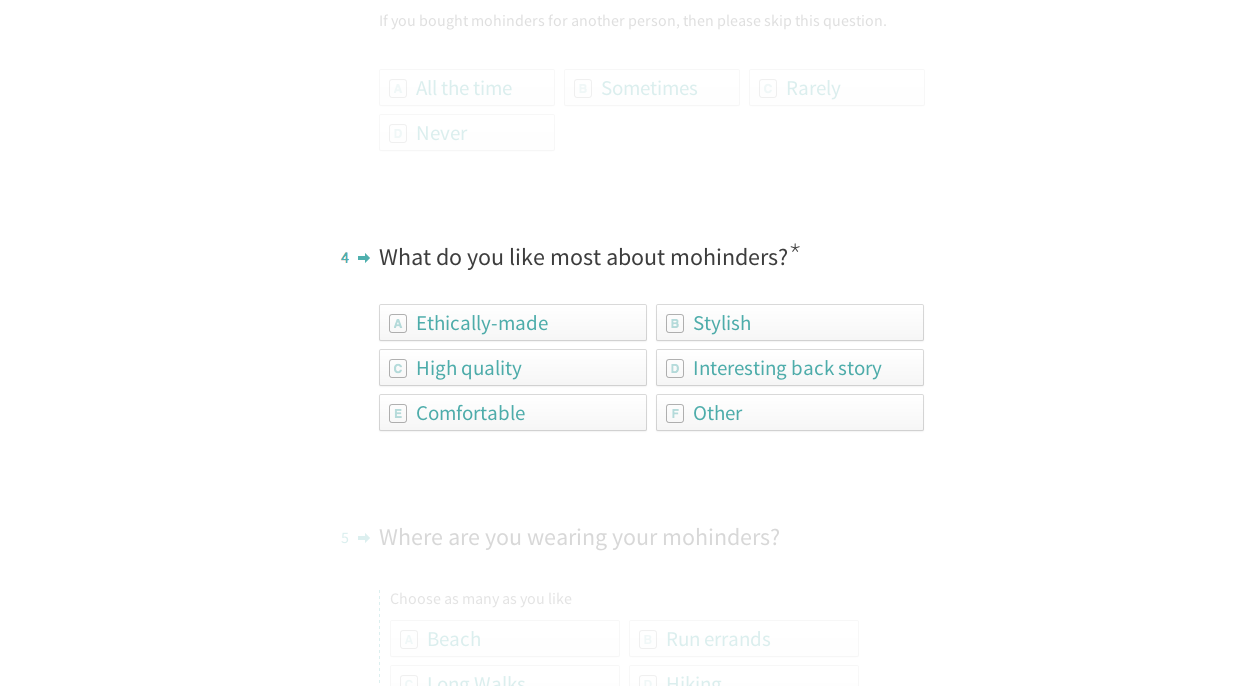 If you bought mohinders for another person, then please skip this question.
A All the time B Sometimes C Rarely
D Never
4 → What do you like most about mohinders?*
A Ethically-made B Stylish
C High quality D Interesting back story
E Comfortable F Other
5 → Where are you wearing your mohinders?
Choose as many as you like
A Beach B Run errands
C Long Walks D Hiking